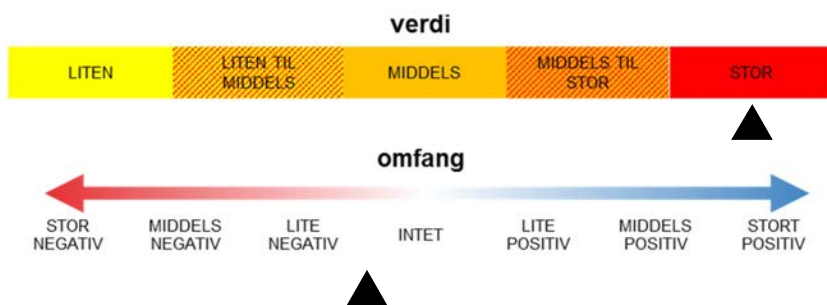 verdi
LITEN
LITEN TIL
MIDDELS
MIDDELS
MIDDELS TIL
STOR
STOR
omfang
STOR
NEGATIV
MIDDELS
NEGATIV
LITE
NEGATIV
INTET
LITE
POSITIV
MIDDELS
POSITIV
STORT
POSITIV